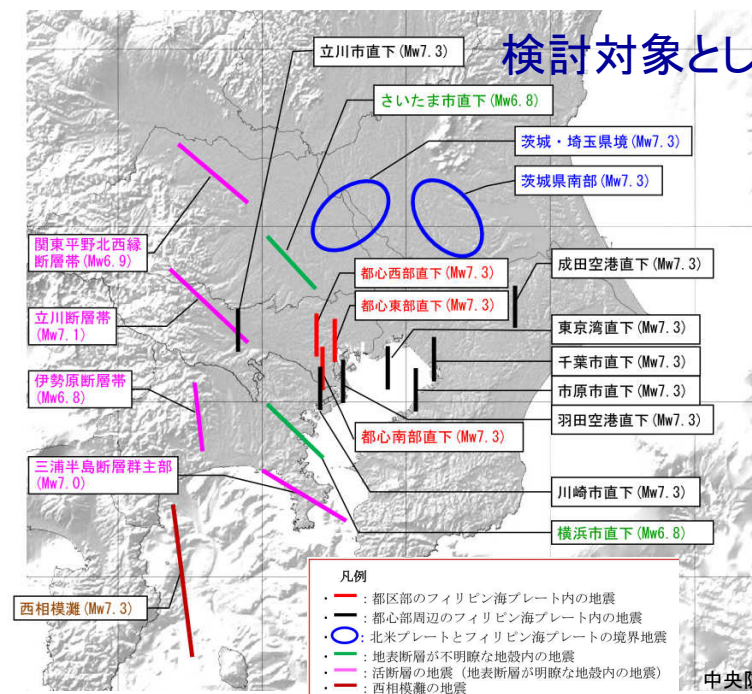 検討対象とし
立川市直下(Mw7.3)
さいたま市直下(Mw6.8)
茨城・埼玉県境(Mw7.3)
茨城県南部(Mw7.3)
関東平野北西縁
断層帯(Mw6.9)
都心西部直下(Mw7.3)
成田空港直下(Mw7.3)
立川断層帯
(Mw7.1)
都心東部直下(Mw7.3)
東京湾直下(Mw7.3)
千葉市直下(Mw7.3)
伊勢原断層帯
(Mw6.8)
市原市直下(Mw7.3)
羽田空港直下(Mw7.3)
都心南部直下(Mw7.3)
三浦半島断層群主部
(Mw7.0)
川崎市直下(Mw7.3)
横浜市直下(Mw6.8)
西相模灘(Mw7.3)
凡例
・ : 都区部のフィリピン海プレート内の地震
・ : 都心部周辺のフィリピン海プレート内の地震
・ : 北米プレートとフィリピン海プレートの境界地震
・ : 地表断層が不明瞭な地殻内の地震
・ : 活断層の地震(地表断層が明瞭な地殻内の地震)
・ : 西相模灘の地震
中央